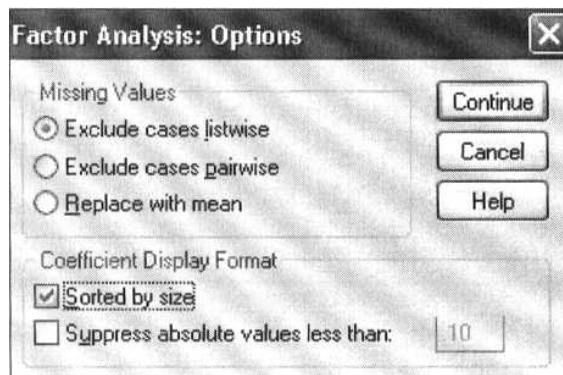 Factor Analysis: Options
Missing Values
Exclude cases listwise
Exclude cases pairwise
Replace with mean
Continue
Cancel
Help
Coefficient Display Format
Sorted by size
Suppress absolute values less than: .10